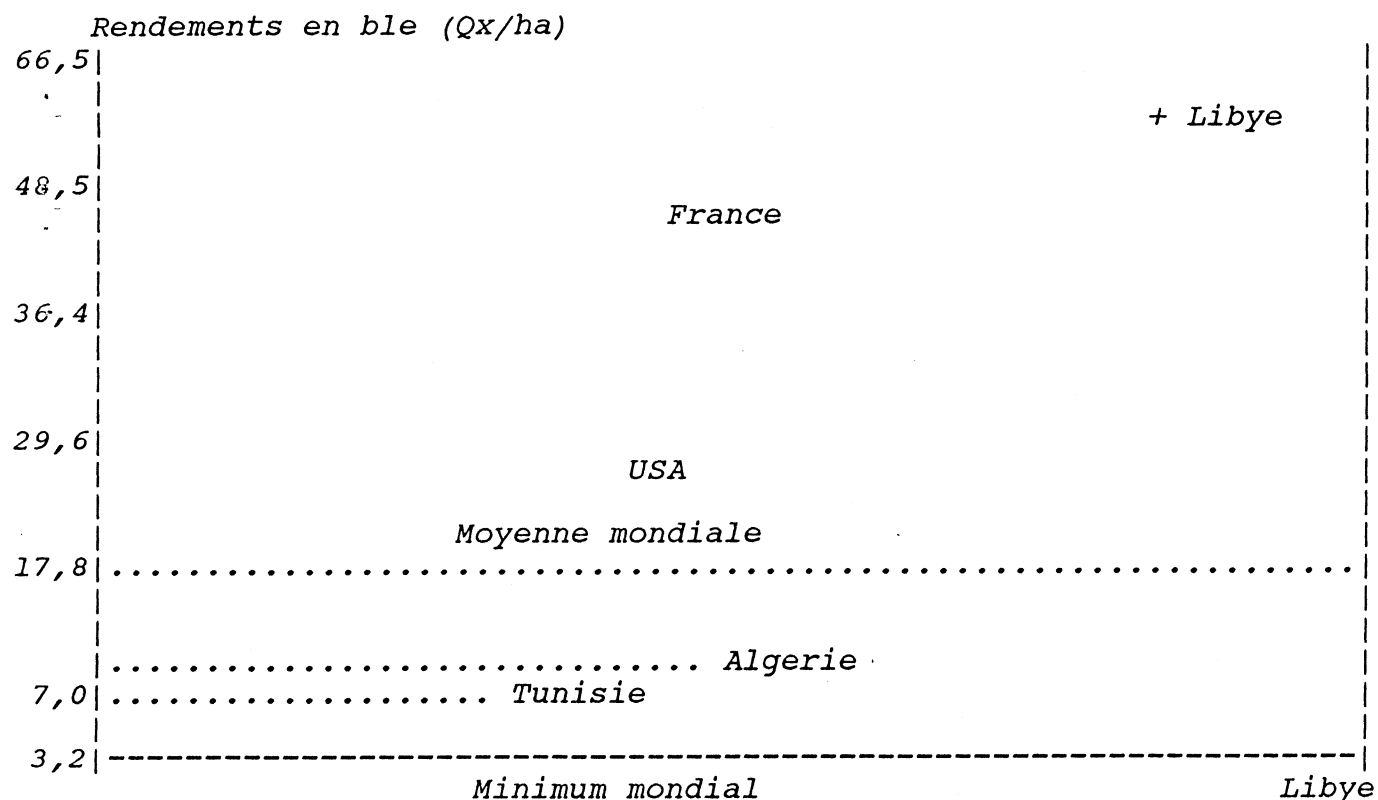 Rendements en ble (Qx/ha)
66,5
+ Libye
48,5
France
36,4
29,6
USA
Moyenne mondiale
17,8
Algerie
7,0 Tunisie
3,2
Minimum mondial Libye